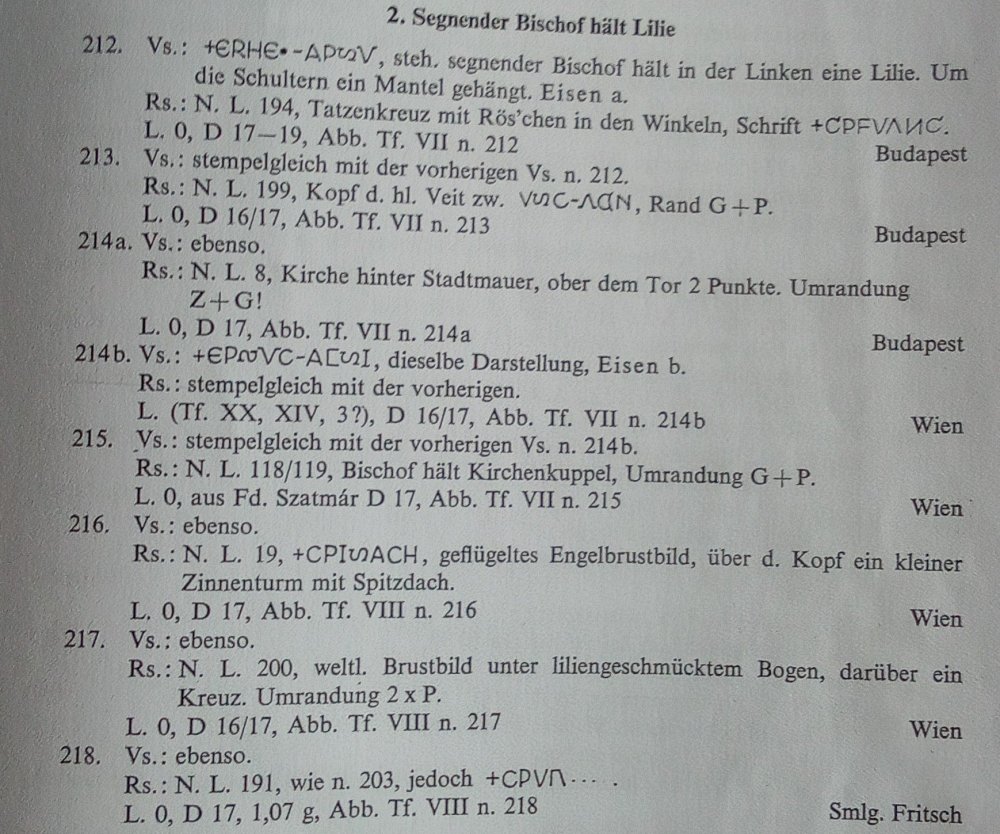 2. Segnender Bischof hält Lilie
212. Vs.: +ЄRHЄ•-APᔕV, steh. segnender Bischof hält in der Linken eine Lilie. Um
die Schultern ein Mantel gehängt. Eisen a.
Rs.: N. L. 194, Tatzenkreuz mit Rös'chen in den Winkeln, Schrift +CPFVΛИC.
L. 0, D 17—19, Abb. Tf. VII n. 212
Budapest
213. Vs.: stempelgleich mit der vorherigen Vs. n. 212.
Rs.: N. L. 199, Kopf d. hl. Veit zw. VᔕC-ΛᗡN, Rand G+P.
L. 0, D 16/17, Abb. Tf. VII n. 213
Budapest
214a. Vs.: ebenso.
Rs.: N. L. 8, Kirche hinter Stadtmauer, ober dem Tor 2 Punkte. Umrandung
Z+G!
L. 0, D 17, Abb. Tf. VII n. 214a
Budapest
214b. Vs.: +ЄPᔕVC-A[ᔕI, dieselbe Darstellung, Eisen b.
Rs.: stempelgleich mit der vorherigen.
L. (Tf. XX, XIV, 3?), D 16/17, Abb. Tf. VII n. 214b
Wien
215. Vs.: stempelgleich mit der vorherigen Vs. n. 214b.
Rs.: N. L. 118/119, Bischof hält Kirchenkuppel, Umrandung G+P.
L. 0, aus Fd. Szatmár D 17, Abb. Tf. VII n. 215
Wien
216. Vs.: ebenso.
Rs.: N. L. 19, +CPIᔕACH, geflügeltes Engelbrustbild, über d. Kopf ein kleiner
Zinnenturm mit Spitzdach.
L. 0, D 17, Abb. Tf. VIII n. 216
Wien
217. Vs.: ebenso.
Rs.: N. L. 200, weltl. Brustbild unter liliengeschmücktem Bogen, darüber ein
Kreuz. Umrandung 2 x P.
L. 0, D 16/17, Abb. Tf. VIII n. 217
Wien
218. Vs.: ebenso.
Rs.: N. L. 191, wie n. 203, jedoch +CPVՈ.... .
L. 0, D 17, 1,07 g, Abb. Tf. VIII n. 218
Smlg. Fritsch